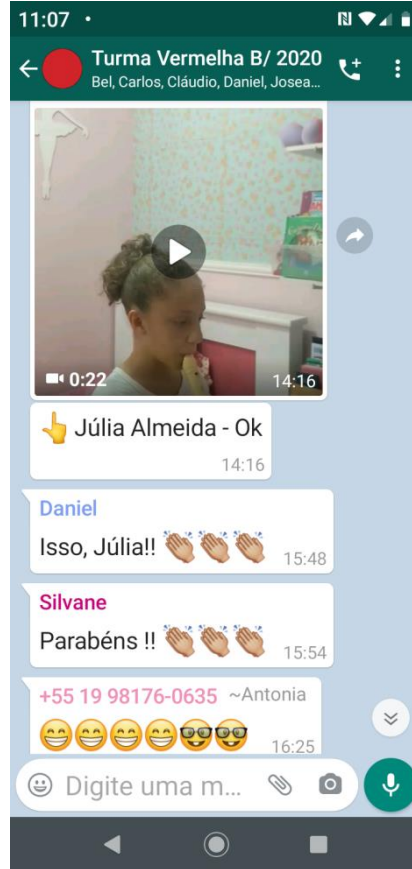 11:07
Turma Vermelha B/ 2020
Bel, Carlos, Cláudio, Daniel, Josea...
0:22
14:16
👆 Júlia Almeida - Ok
14:16
Daniel
Isso, Júlia!! 👏🏼👏🏼👏🏼
15:48
Silvane
Parabéns !! 👏🏼👏🏼👏🏼
15:54
+55 19 98176-0635 ~Antonia
😁😁😁😁🤓🤓
16:25
Digite uma m...